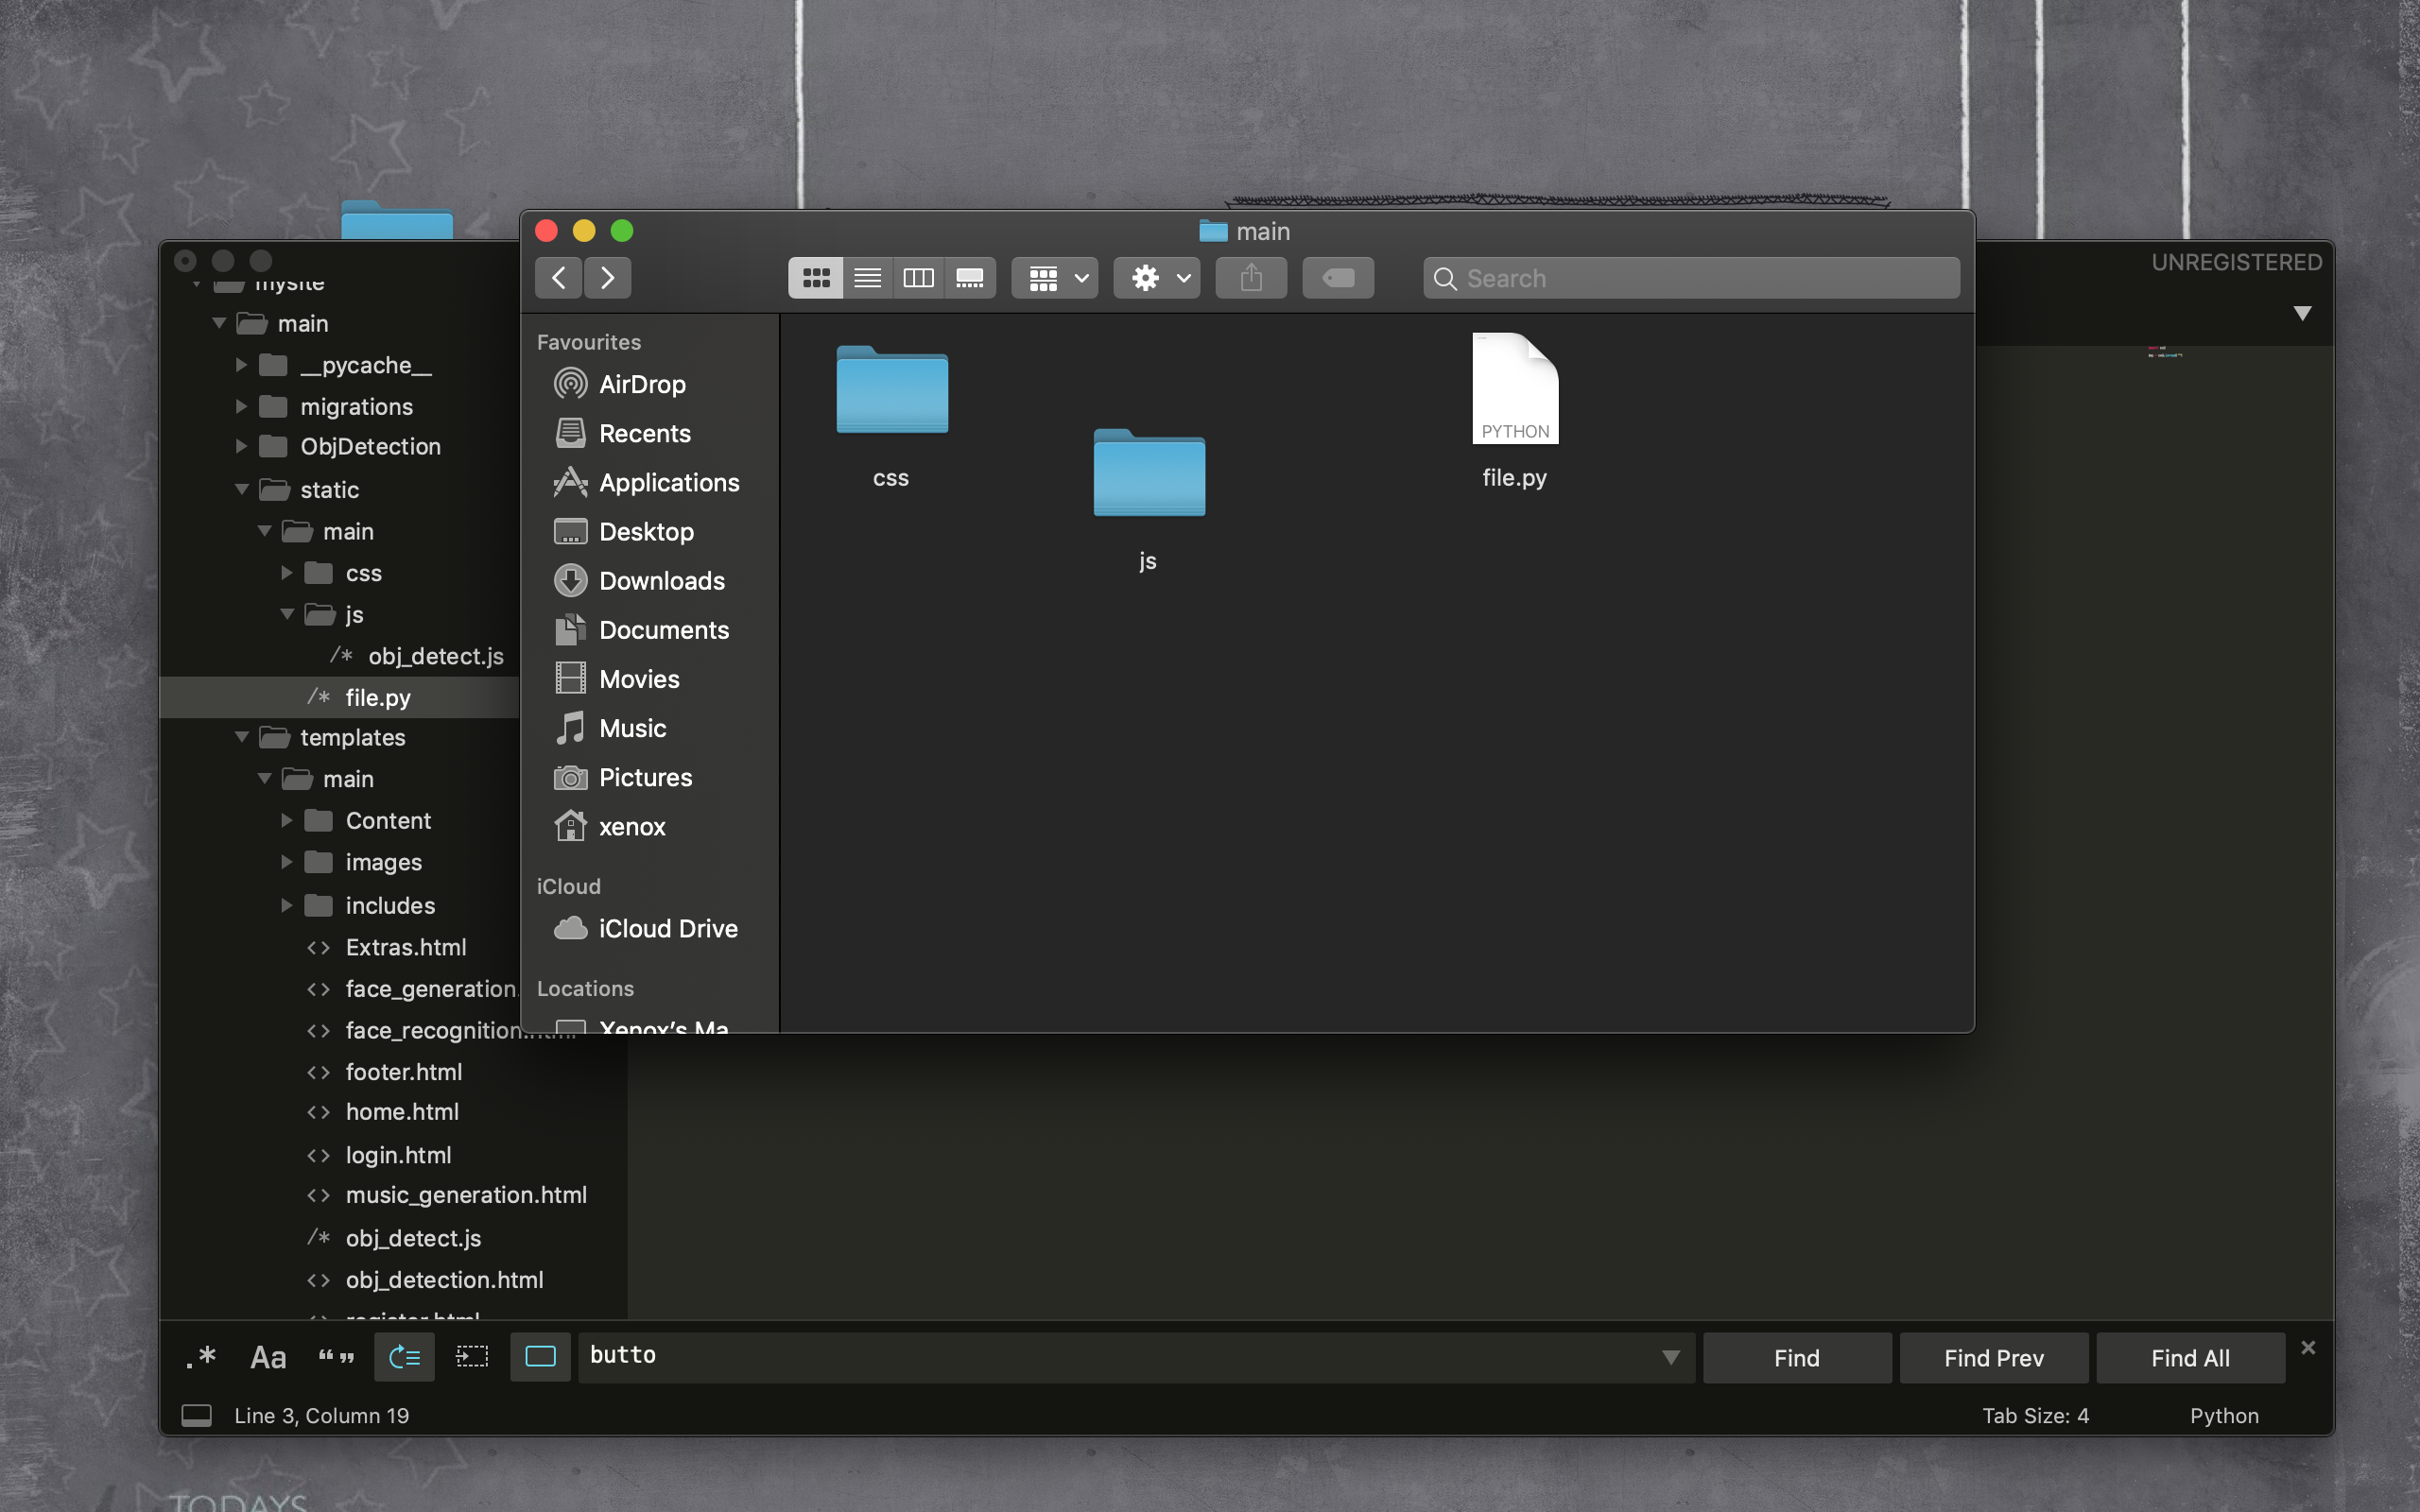 main
Search
Favourites
AirDrop
Recents
Applications
Desktop
Downloads
Documents
Movies
Music
Pictures
xenox
iCloud
iCloud Drive
Locations
Xenox's Ma
css
js
PYTHON
file.py
UNREGISTERED
mysite
main
__pycache__
migrations
ObjDetection
static
main
css
js
/* obj_detect.js
/* file.py
templates
main
Content
images
includes
<> Extras.html
<> face_generation.
<> face_recognition.html
<> footer.html
<> home.html
<> login.html
<> music_generation.html
/* obj_detect.js
<> obj_detection.html
<> register.html
.* Aa “ ” butto Find Find Prev Find All ×
Line 3, Column 19 Tab Size: 4 Python
TODAYS